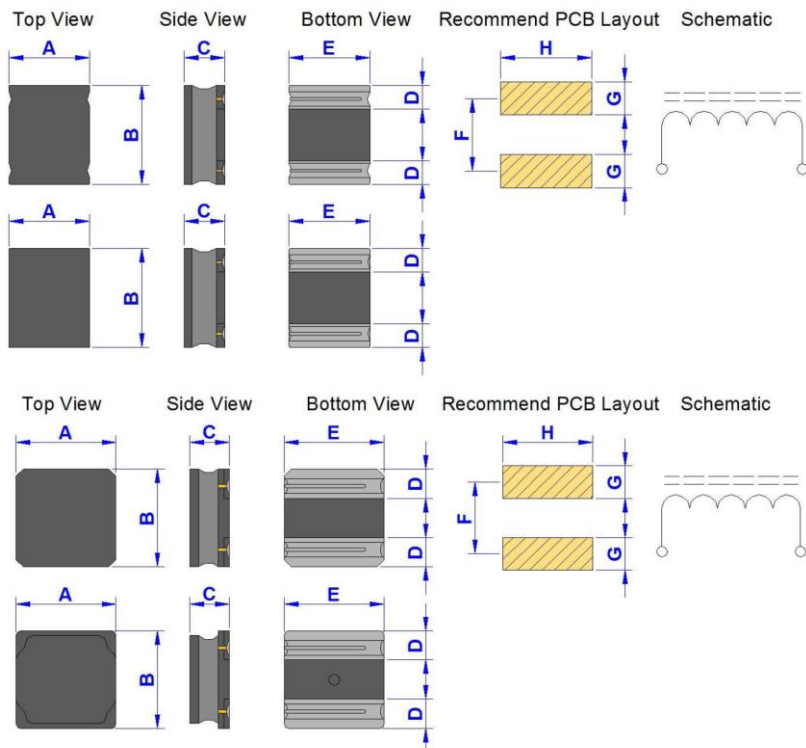 Top View Side View Bottom View Recommend PCB Layout Schematic
A C E H
B D F G
D G
A C E
B D
D
Top View Side View Bottom View Recommend PCB Layout Schematic
A C E H
B D F G
D G
A C E
B D
D